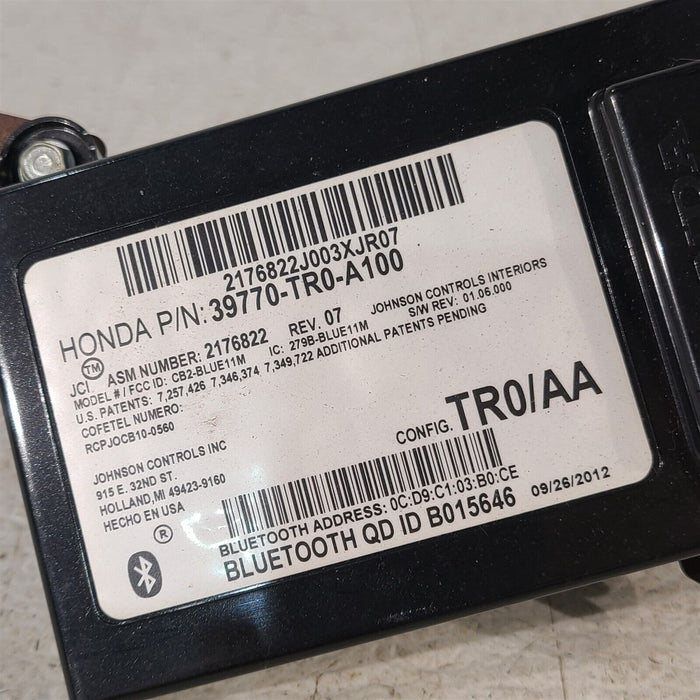 2176822J003XJR07
HONDA P/N: 39770-TR0-A100
JCI™ ASM NUMBER: 2176822 REV. 07 JOHNSON CONTROLS INTERIORS
MODEL # / FCC ID: CB2-BLUE11M IC: 279B-BLUE11M S/W REV: 01.06.000
U.S. PATENTS: 7,257,426 7,346,374 7,349,722 ADDITIONAL PATENTS PENDING
COFETEL NUMERO:
RCPJOCB10-0560
CONFIG. TR0/AA
JOHNSON CONTROLS INC
915 E. 32ND ST.
HOLLAND, MI 49423-9160
HECHO EN USA
®
BLUETOOTH ADDRESS: 0C:D9:C1:03:B0:CE
BLUETOOTH QD ID B015646 09/26/2012